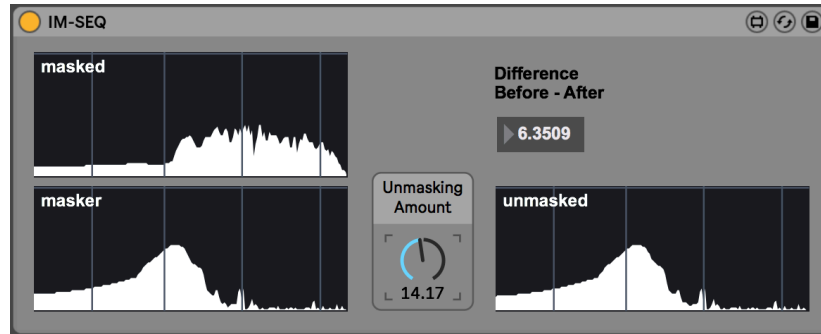 IM-SEQ
masked
Difference
Before - After
6.3509
masker
Unmasking
Amount
14.17
unmasked